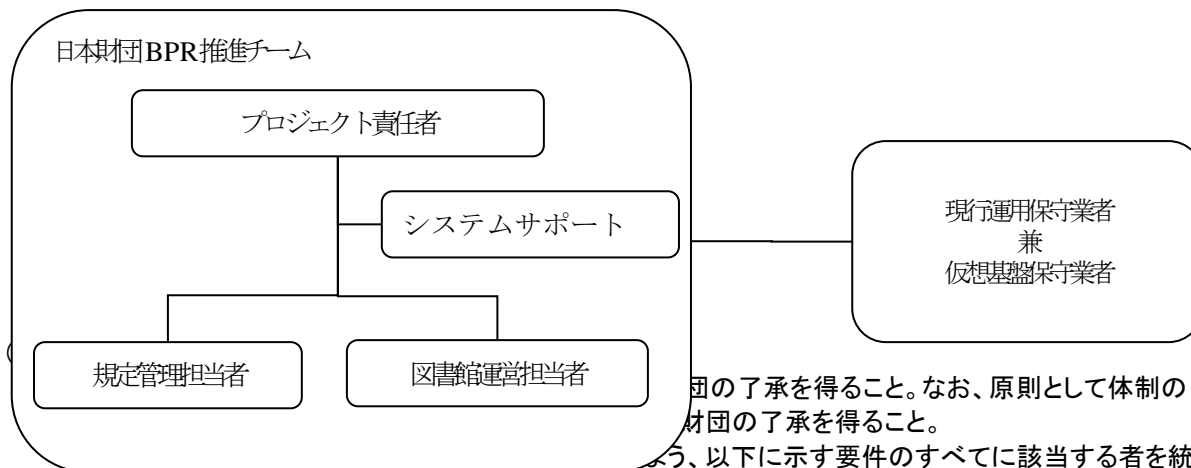 日本財団BPR推進チーム
プロジェクト責任者
システムサポート
現行運用保守業者
兼
仮想基盤保守業者
規定管理担当者
図書館運営担当者
団の了承を得ること。なお、原則として体制の
財団の了承を得ること。
よう、以下に示す要件のすべてに該当する者を統